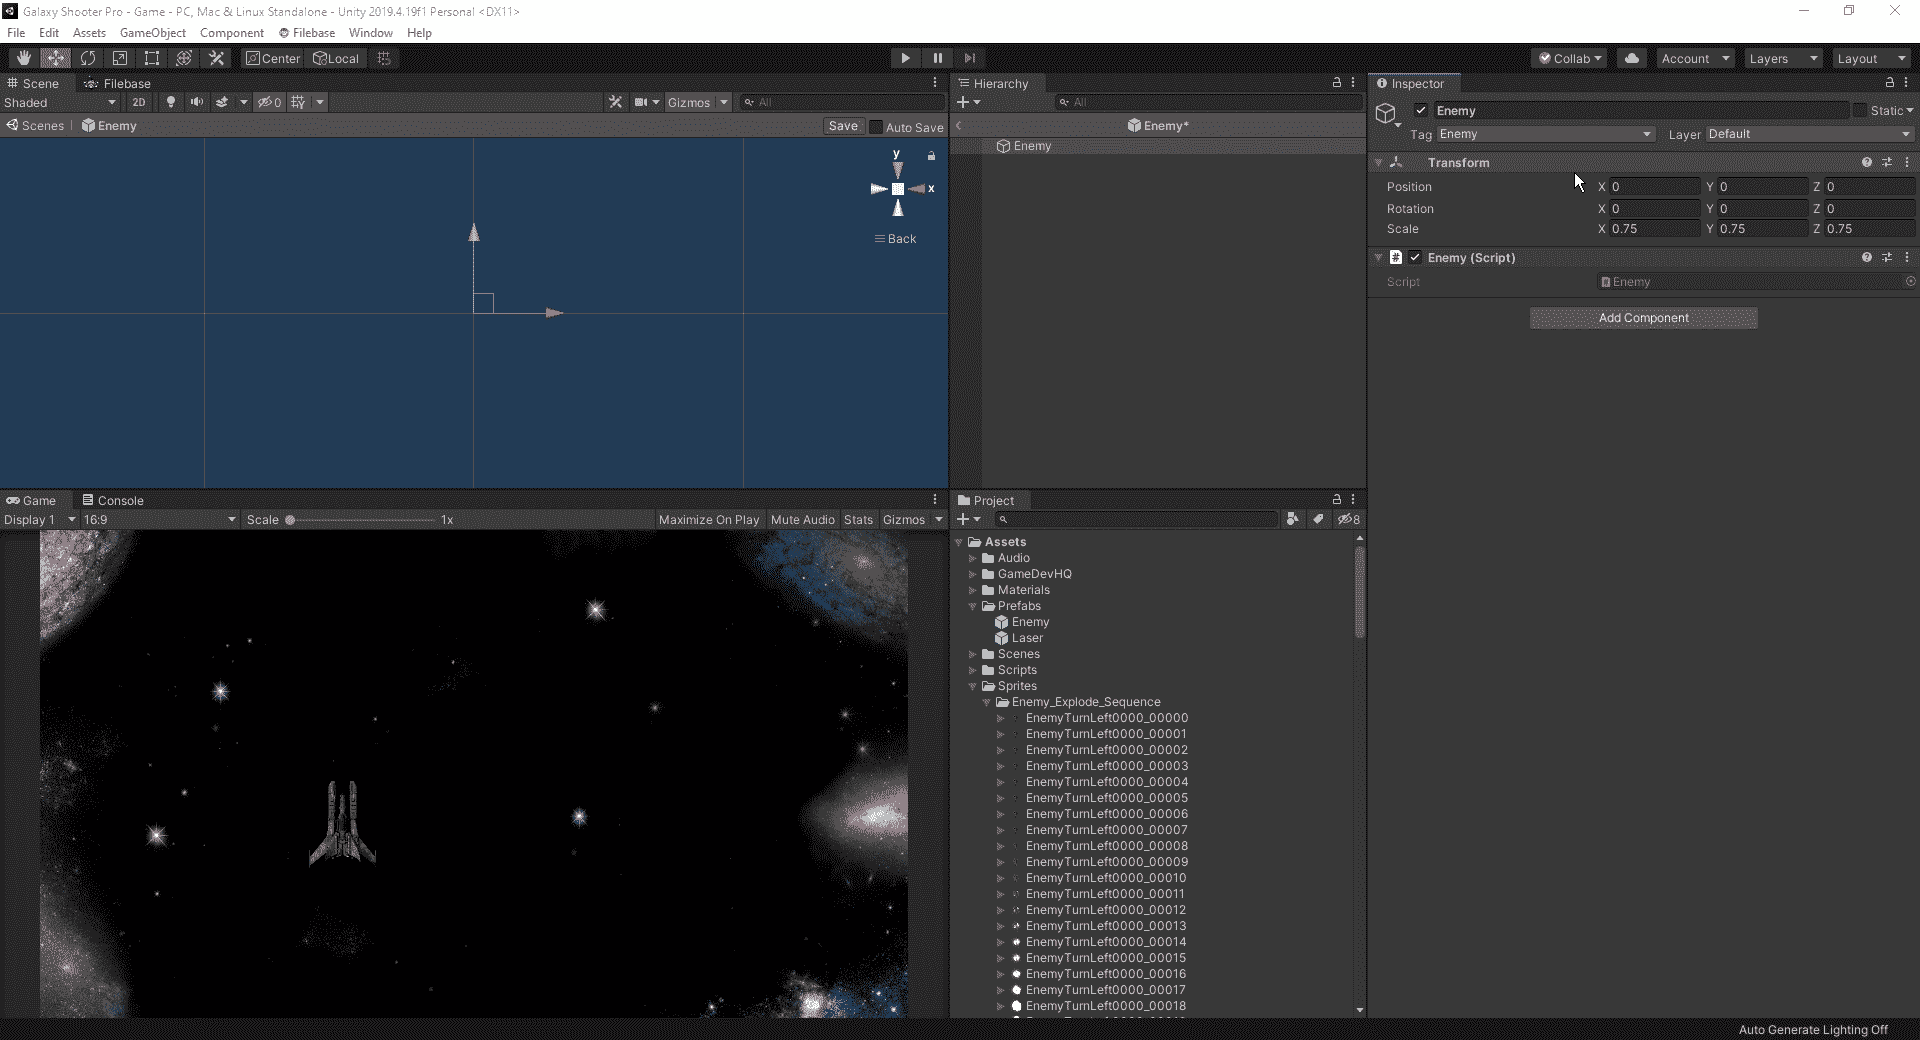 Galaxy Shooter Pro - Game - PC, Mac & Linux Standalone - Unity 2019.4.19f1 Personal <DX11>
File Edit Assets GameObject Component Filebase Window Help
Center Local Collab Account Layers Layout
Scene Filebase
Shaded 2D 0 Gizmos All
Scenes Enemy Save Auto Save
y
x
Back
Hierarchy
All
Enemy*
Enemy
Inspector
Enemy Static
Tag Enemy Layer Default
Transform
Position X 0 Y 0 Z 0
Rotation X 0 Y 0 Z 0
Scale X 0.75 Y 0.75 Z 0.75
Enemy (Script)
Script Enemy
Add Component
Game Console
Display 1 16:9 Scale 1x Maximize On Play Mute Audio Stats Gizmos
Project
8
Assets
Audio
GameDevHQ
Materials
Prefabs
Enemy
Laser
Scenes
Scripts
Sprites
Enemy_Explode_Sequence
EnemyTurnLeft0000_00000
EnemyTurnLeft0000_00001
EnemyTurnLeft0000_00002
EnemyTurnLeft0000_00003
EnemyTurnLeft0000_00004
EnemyTurnLeft0000_00005
EnemyTurnLeft0000_00006
EnemyTurnLeft0000_00007
EnemyTurnLeft0000_00008
EnemyTurnLeft0000_00009
EnemyTurnLeft0000_00010
EnemyTurnLeft0000_00011
EnemyTurnLeft0000_00012
EnemyTurnLeft0000_00013
EnemyTurnLeft0000_00014
EnemyTurnLeft0000_00015
EnemyTurnLeft0000_00016
EnemyTurnLeft0000_00017
EnemyTurnLeft0000_00018
Auto Generate Lighting Off